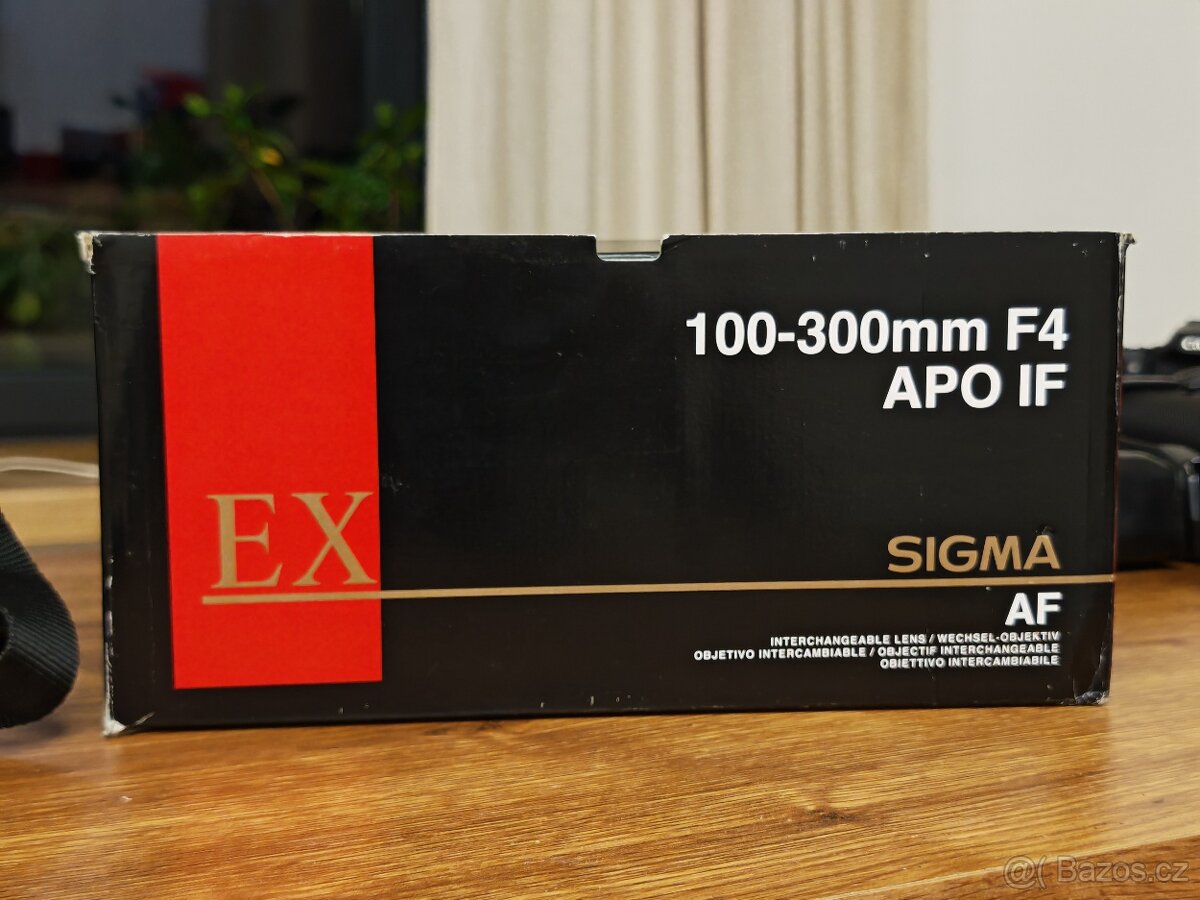 100-300mm F4
APO IF
EX
SIGMA
AF
INTERCHANGEABLE LENS / WECHSEL-OBJEKTIV
OBJETIVO INTERCAMBIABLE / OBJECTIF INTERCHANGEABLE
OBIETTIVO INTERCAMBIABILE
@( Bazos.cz